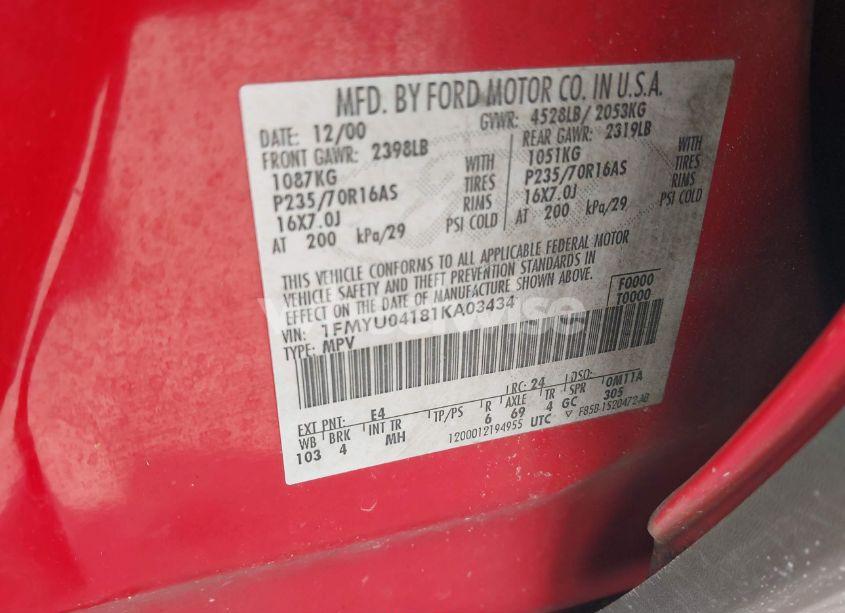 MFD. BY FORD MOTOR CO. IN U.S.A.
DATE: 12/00 GVWR: 4528LB/ 2053KG
FRONT GAWR: 2398LB REAR GAWR: 2319LB
1087KG WITH 1051KG WITH
P235/70R16AS TIRES P235/70R16AS TIRES
16X7.0J RIMS 16X7.0J RIMS
AT 200 kPa/29 PSI COLD AT 200 kPa/29 PSI COLD
THIS VEHICLE CONFORMS TO ALL APPLICABLE FEDERAL MOTOR
VEHICLE SAFETY AND THEFT PREVENTION STANDARDS IN
EFFECT ON THE DATE OF MANUFACTURE SHOWN ABOVE.
VIN: 1FMYU04181KA03434 F0000
TYPE: MPV T0000
EXT PNT: E4 RC: 24 DSO:
WB BRK INT TR TP/PS R AXLE TR SPR 0M11A
103 4 MH 6 69 4 GC 305
1200012194955 UTC ▽ F85B-1520472-AB